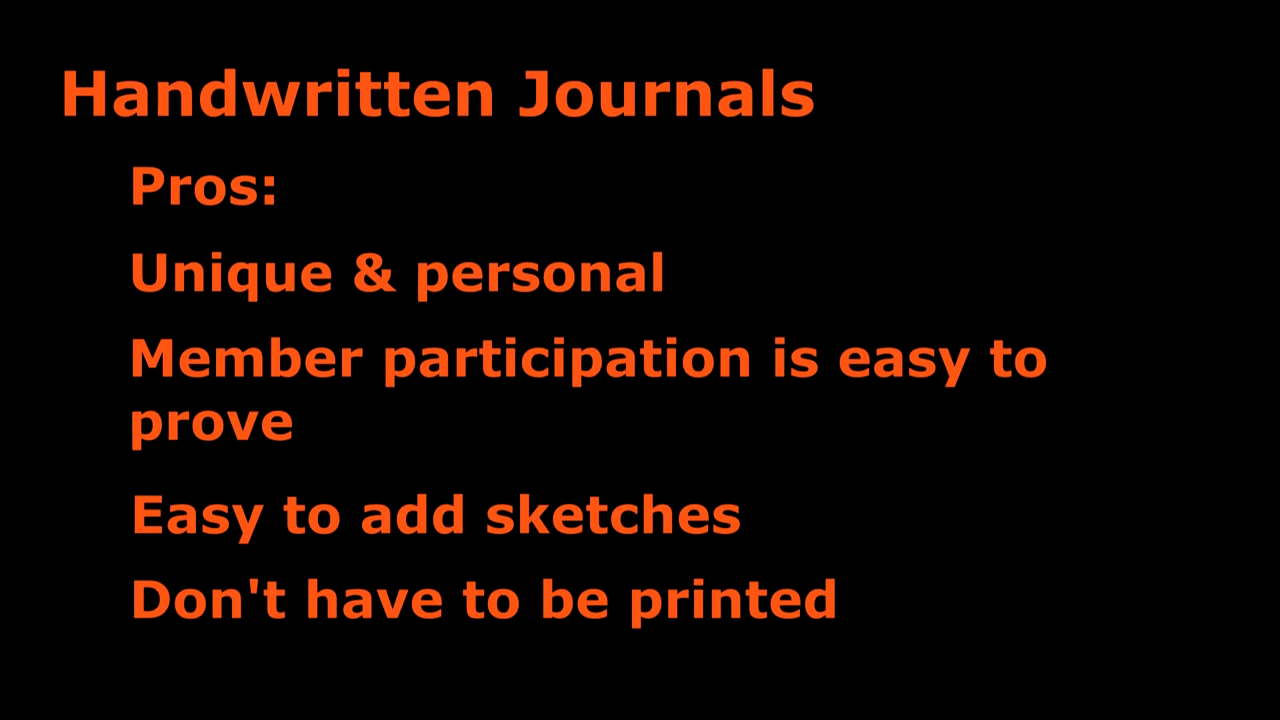 Handwritten Journals
Pros:
Unique & personal
Member participation is easy to
prove
Easy to add sketches
Don't have to be printed